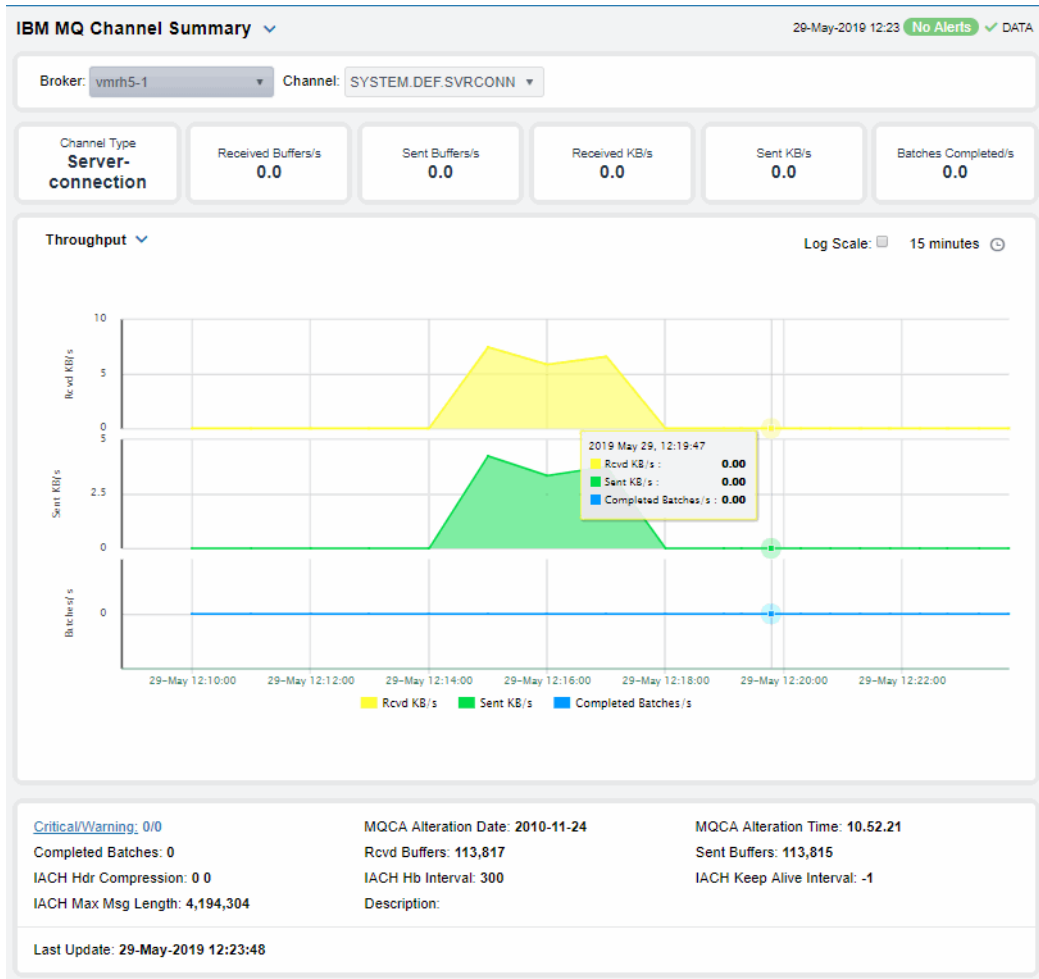 IBM MQ Channel Summary
29-May-2019 12:23 No Alerts DATA
Broker: vmrh5-1 Channel: SYSTEM.DEF.SVRCONN
Channel Type
Server-
connection
Received Buffers/s
0.0
Sent Buffers/s
0.0
Received KB/s
0.0
Sent KB/s
0.0
Batches Completed/s
0.0
Throughput
Log Scale: 15 minutes
10
5
0
Rcvd KB/s
5
2.5
0
Sent KB/s
0
Batches/s
2019 May 29, 12:19:47
Rcvd KB/s : 0.00
Sent KB/s : 0.00
Completed Batches/s : 0.00
29-May 12:10:00 29-May 12:12:00 29-May 12:14:00 29-May 12:16:00 29-May 12:18:00 29-May 12:20:00 29-May 12:22:00
Rcvd KB/s Sent KB/s Completed Batches/s
Critical/Warning: 0/0 MQCA Alteration Date: 2010-11-24 MQCA Alteration Time: 10.52.21
Completed Batches: 0 Rcvd Buffers: 113,817 Sent Buffers: 113,815
IACH Hdr Compression: 0 0 IACH Hb Interval: 300 IACH Keep Alive Interval: -1
IACH Max Msg Length: 4,194,304 Description:
Last Update: 29-May-2019 12:23:48